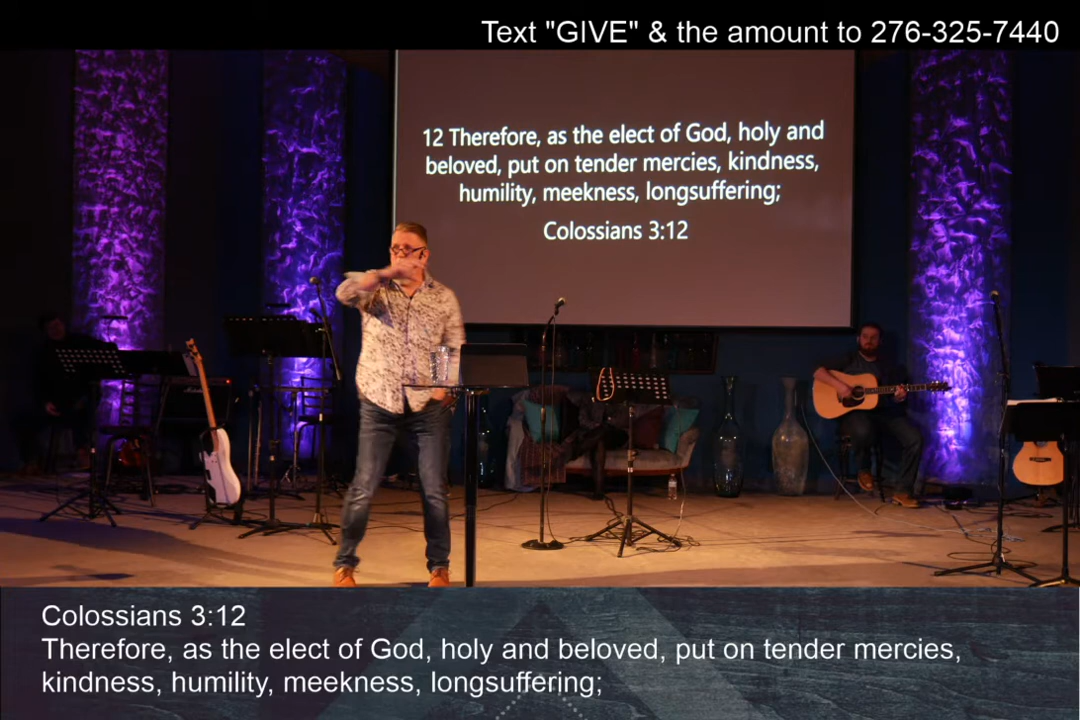 Text "GIVE" & the amount to 276-325-7440
12 Therefore, as the elect of God, holy and
beloved, put on tender mercies, kindness,
humility, meekness, longsuffering;
Colossians 3:12
Colossians 3:12
Therefore, as the elect of God, holy and beloved, put on tender mercies,
kindness, humility, meekness, longsuffering;